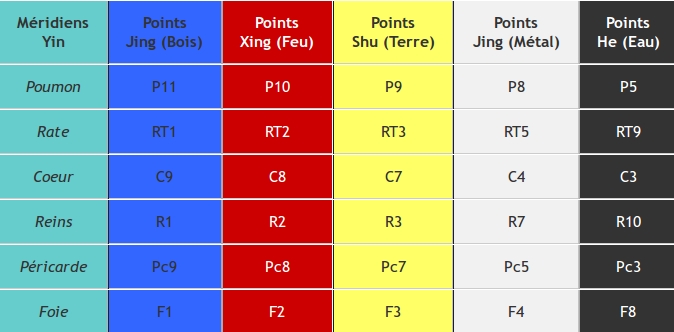 Méridiens Yin Points Jing (Bois) Points Xing (Feu) Points Shu (Terre) Points Jing (Métal) Points He (Eau)
Poumon P11 P10 P9 P8 P5
Rate RT1 RT2 RT3 RT5 RT9
Coeur C9 C8 C7 C4 C3
Reins R1 R2 R3 R7 R10
Péricarde Pc9 Pc8 Pc7 Pc5 Pc3
Foie F1 F2 F3 F4 F8